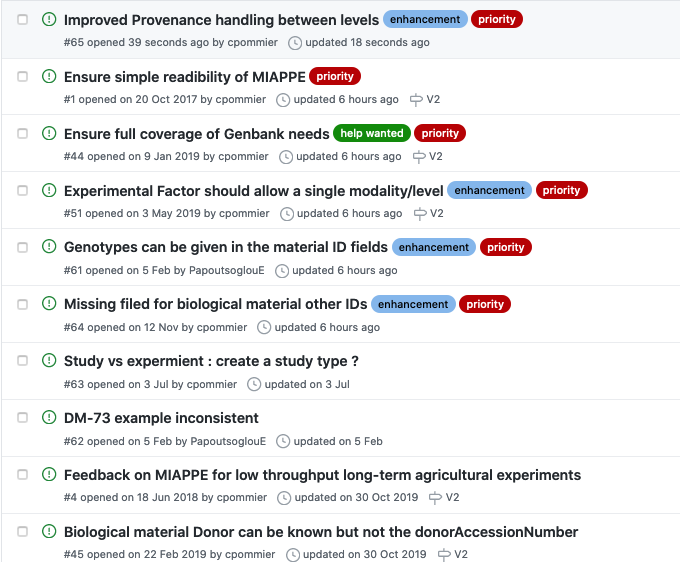 Improved Provenance handling between levels enhancement priority
#65 opened 39 seconds ago by cpommier updated 18 seconds ago
Ensure simple readibility of MIAPPE priority
#1 opened on 20 Oct 2017 by cpommier updated 6 hours ago V2
Ensure full coverage of Genbank needs help wanted priority
#44 opened on 9 Jan 2019 by cpommier updated 6 hours ago V2
Experimental Factor should allow a single modality/level enhancement priority
#51 opened on 3 May 2019 by cpommier updated 6 hours ago V2
Genotypes can be given in the material ID fields enhancement priority
#61 opened on 5 Feb by PapoutsoglouE updated 6 hours ago
Missing filed for biological material other IDs enhancement priority
#64 opened on 12 Nov by cpommier updated 6 hours ago
Study vs expermient : create a study type ?
#63 opened on 3 Jul by cpommier updated on 3 Jul
DM-73 example inconsistent
#62 opened on 5 Feb by PapoutsoglouE updated on 5 Feb
Feedback on MIAPPE for low throughput long-term agricultural experiments
#4 opened on 18 Jun 2018 by cpommier updated on 30 Oct 2019 V2
Biological material Donor can be known but not the donorAccessionNumber
#45 opened on 22 Feb 2019 by cpommier updated on 30 Oct 2019 V2